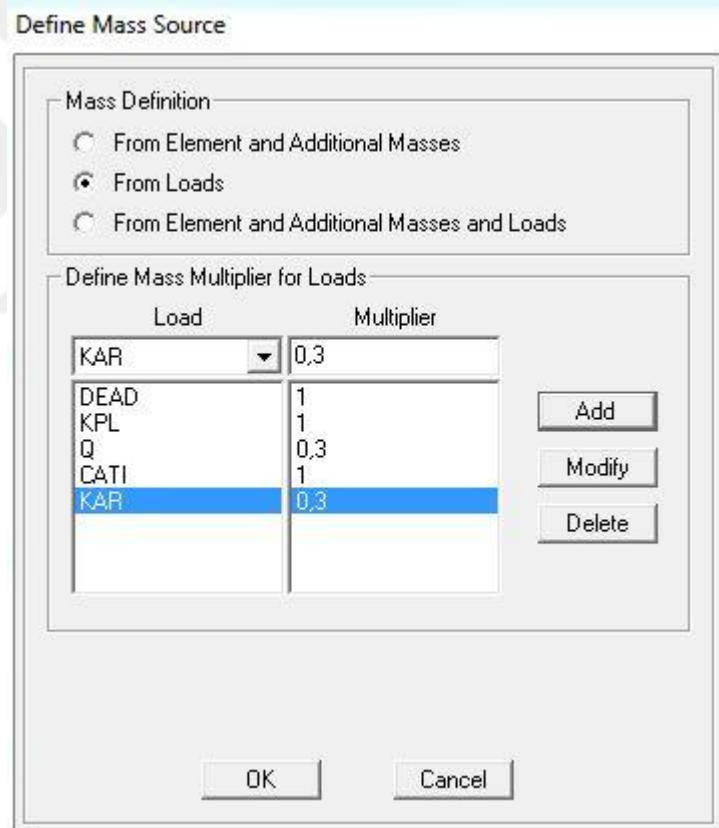 Define Mass Source
Mass Definition
From Element and Additional Masses
From Loads
From Element and Additional Masses and Loads
Define Mass Multiplier for Loads
Load Multiplier
KAR 0,3
DEAD 1
KPL 1
Q 0,3
CATI 1
KAR 0,3
Add
Modify
Delete
OK Cancel